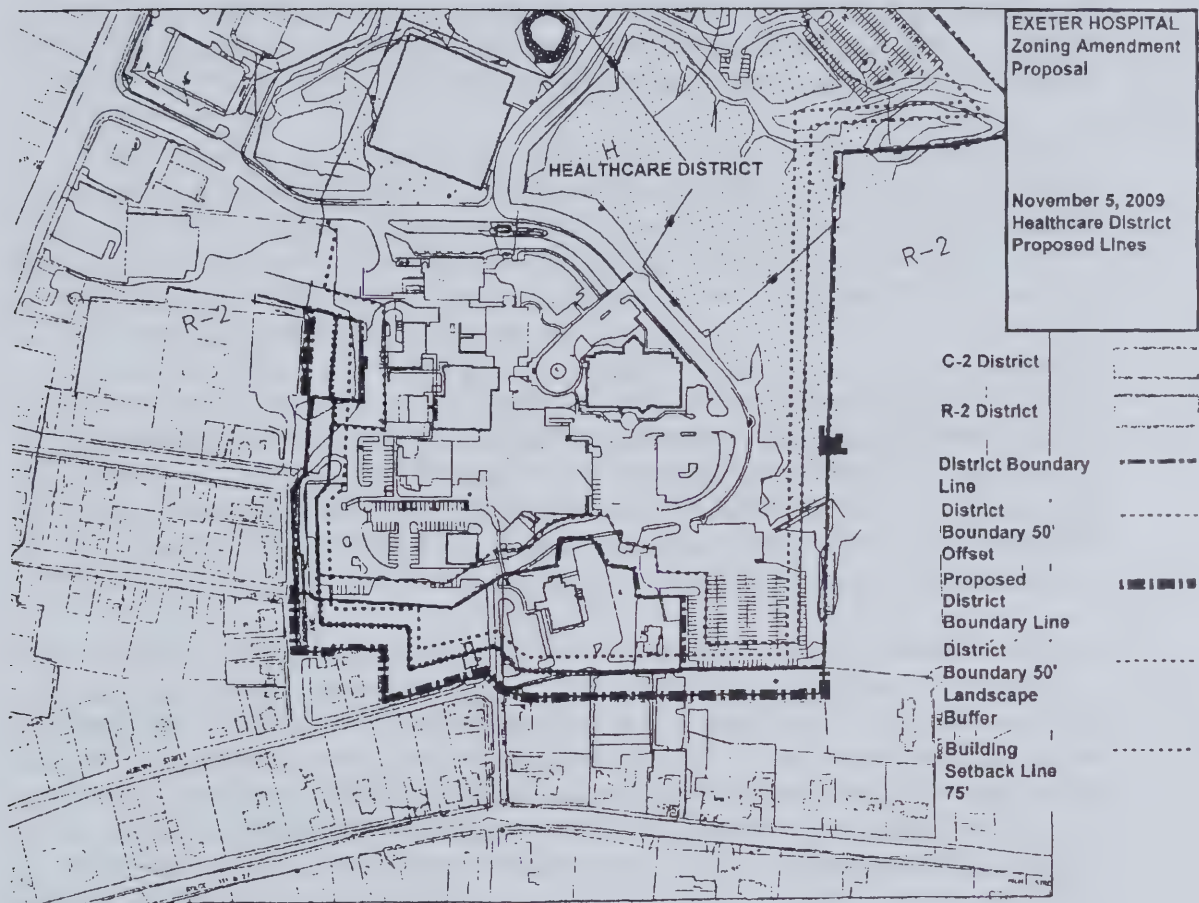 EXETER HOSPITAL
Zoning Amendment
Proposal
November 5, 2009
Healthcare District
Proposed Lines
H
HEALTHCARE DISTRICT
R-2
R-2
C-2 District
R-2 District
District Boundary
Line
District
Boundary 50'
Offset
Proposed
District
Boundary Line
District
Boundary 50'
Landscape
Buffer
Building
Setback Line
75'
AUBURN STREET